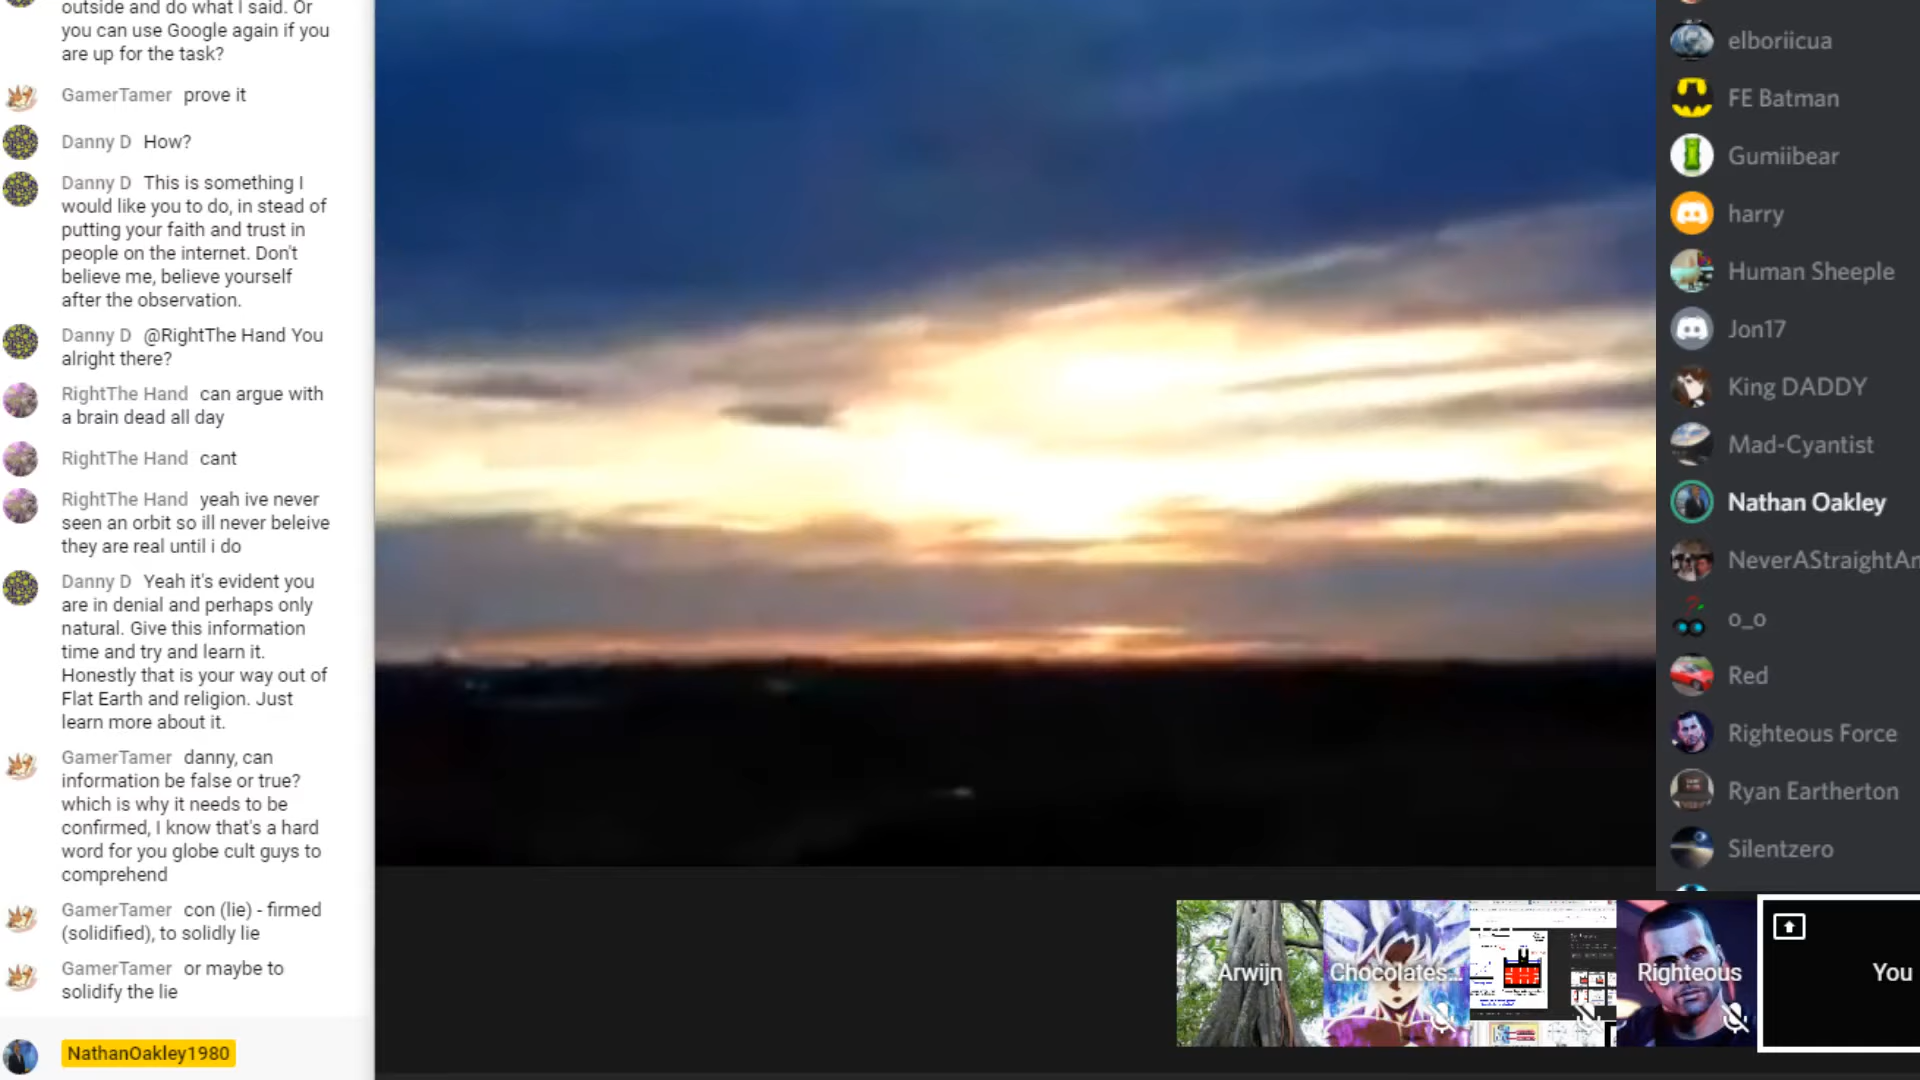 outside and do what I said. Or
you can use Google again if you
are up for the task?
GamerTamer prove it
Danny D How?
Danny D This is something I
would like you to do, in stead of
putting your faith and trust in
people on the internet. Don't
believe me, believe yourself
after the observation.
Danny D @RightThe Hand You
alright there?
RightThe Hand can argue with
a brain dead all day
RightThe Hand cant
RightThe Hand yeah ive never
seen an orbit so ill never beleive
they are real until i do
Danny D Yeah it's evident you
are in denial and perhaps only
natural. Give this information
time and try and learn it.
Honestly that is your way out of
Flat Earth and religion. Just
learn more about it.
GamerTamer danny, can
information be false or true?
which is why it needs to be
confirmed, I know that's a hard
word for you globe cult guys to
comprehend
GamerTamer con (lie) - firmed
(solidified), to solidly lie
GamerTamer or maybe to
solidify the lie
NathanOakley1980
elboriicua
FE Batman
Gumiibear
harry
Human Sheeple
Jon17
King DADDY
Mad-Cyantist
Nathan Oakley
NeverAStraightAn
o_o
Red
Righteous Force
Ryan Eartherton
Silentzero
Arwijn
Chocolates...
Righteous
You